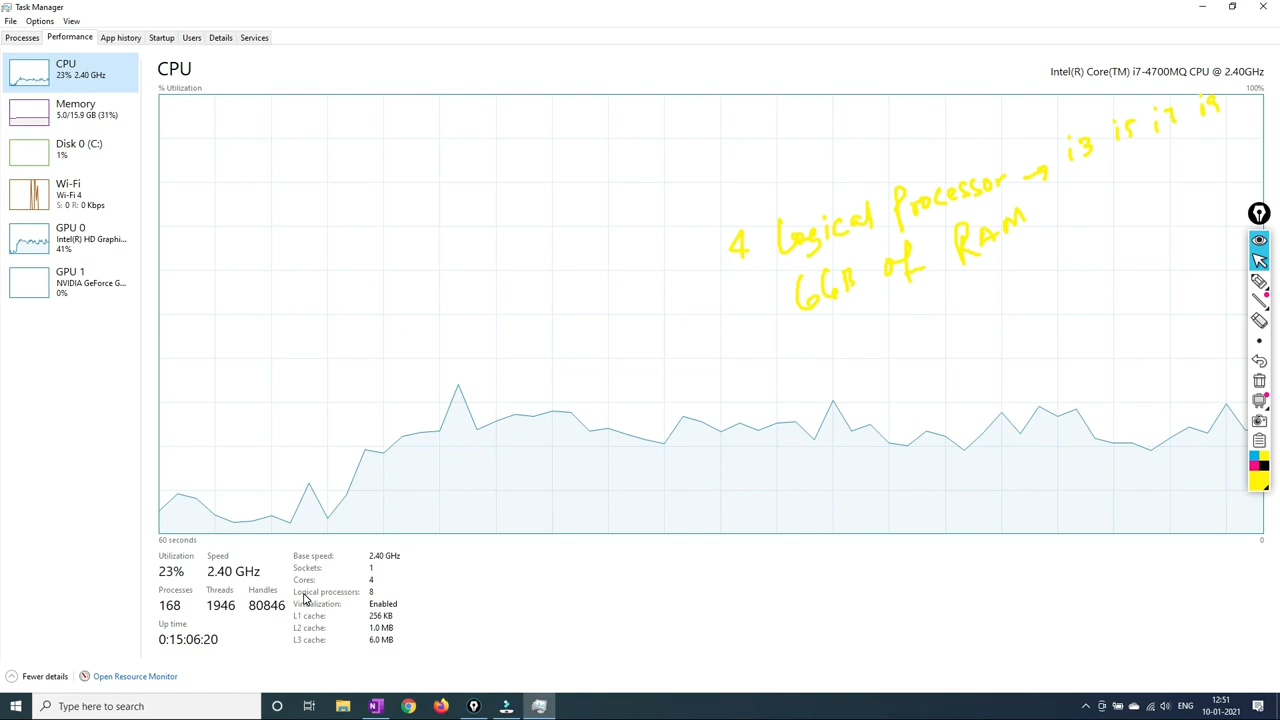 Task Manager
File Options View
Processes Performance App history Startup Users Details Services
CPU
23% 2.40 GHz
Memory
5.0/15.9 GB (31%)
Disk 0 (C:)
1%
Wi-Fi
Wi-Fi 4
S: 0 R: 0 Kbps
GPU 0
Intel(R) HD Graphi...
41%
GPU 1
NVIDIA GeForce G...
0%
CPU
Intel(R) Core(TM) i7-4700MQ CPU @ 2.40GHz
% Utilization
100%
4 Logical Processor → i3 i5 i7 i9
6GB of RAM
60 seconds
0
Utilization Speed
23% 2.40 GHz
Processes Threads Handles
168 1946 80846
Up time
0:15:06:20
Base speed: 2.40 GHz
Sockets: 1
Cores: 4
Logical processors: 8
Virtualization: Enabled
L1 cache: 256 KB
L2 cache: 1.0 MB
L3 cache: 6.0 MB
Fewer details Open Resource Monitor
Type here to search
ENG
12:51
10-01-2021